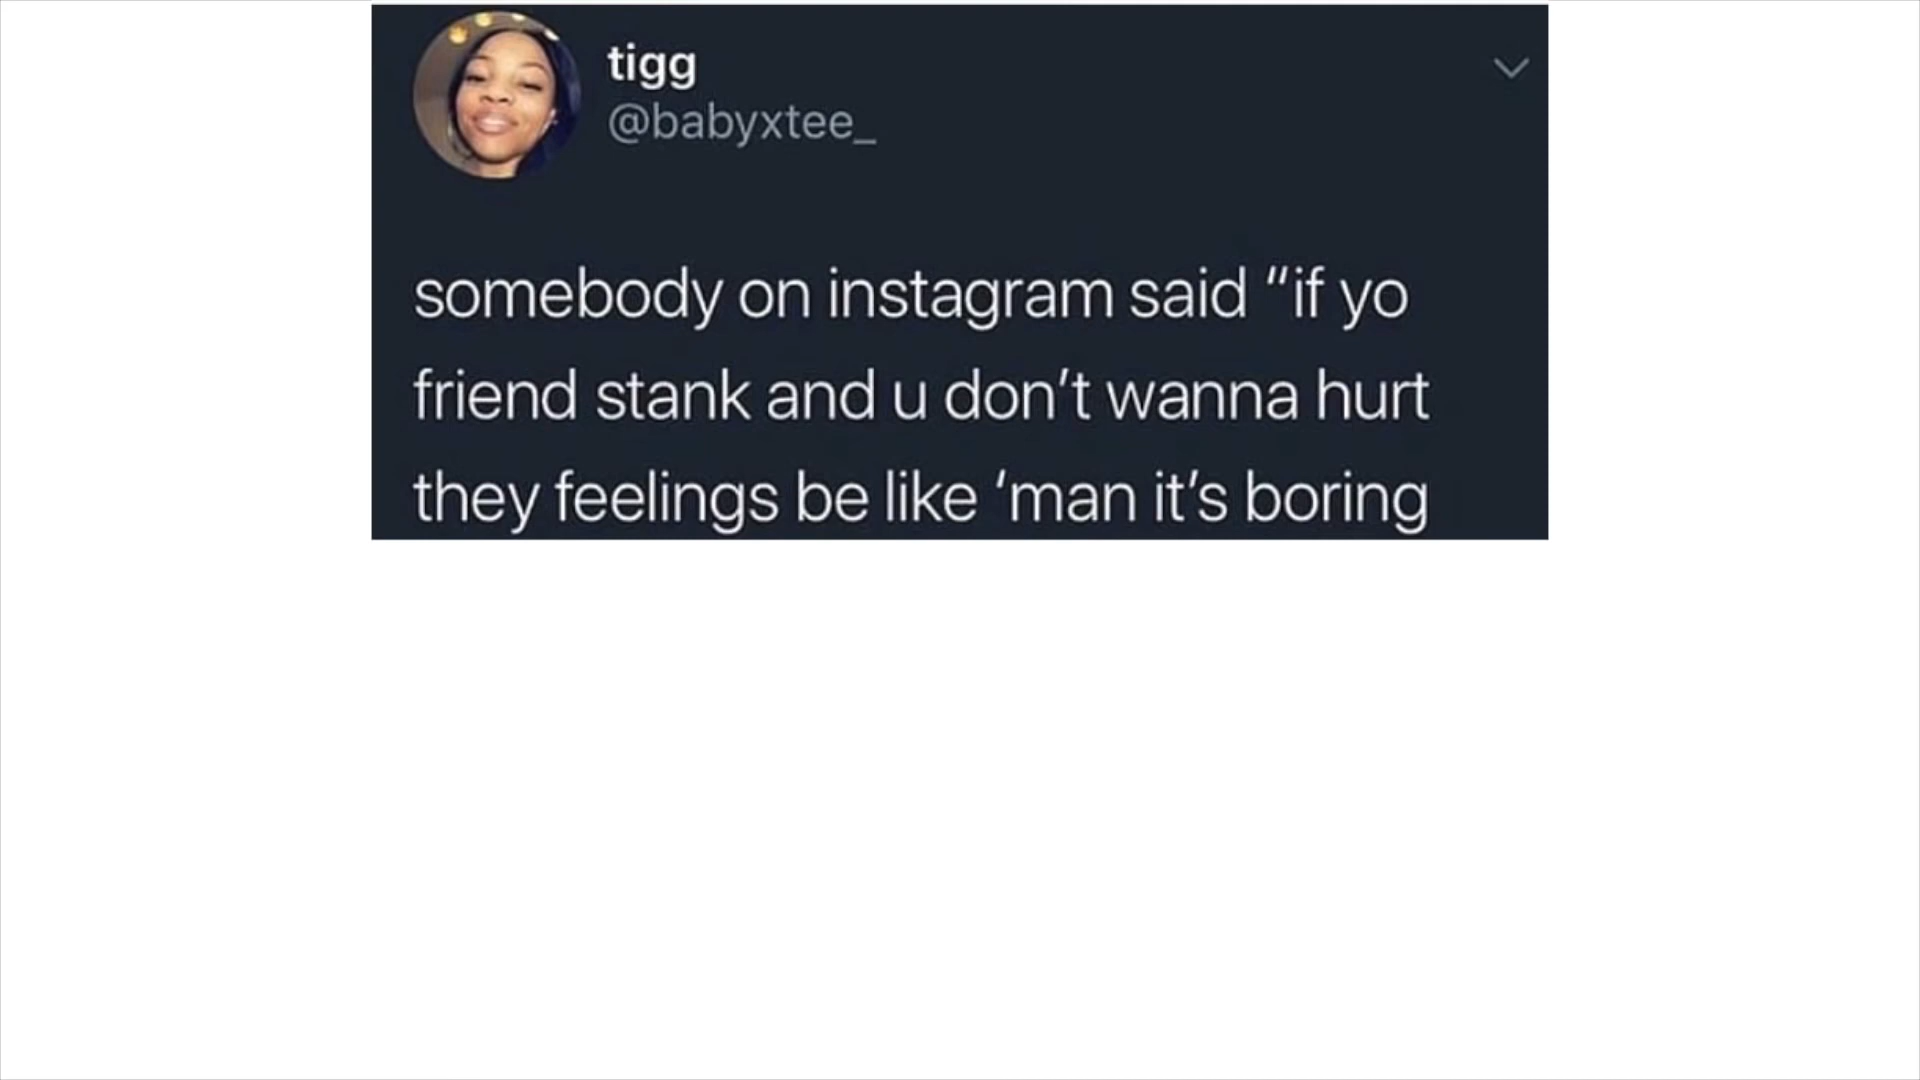 tigg
@babyxtee_
somebody on instagram said “if yo
friend stank and u don’t wanna hurt
they feelings be like ‘man it’s boring